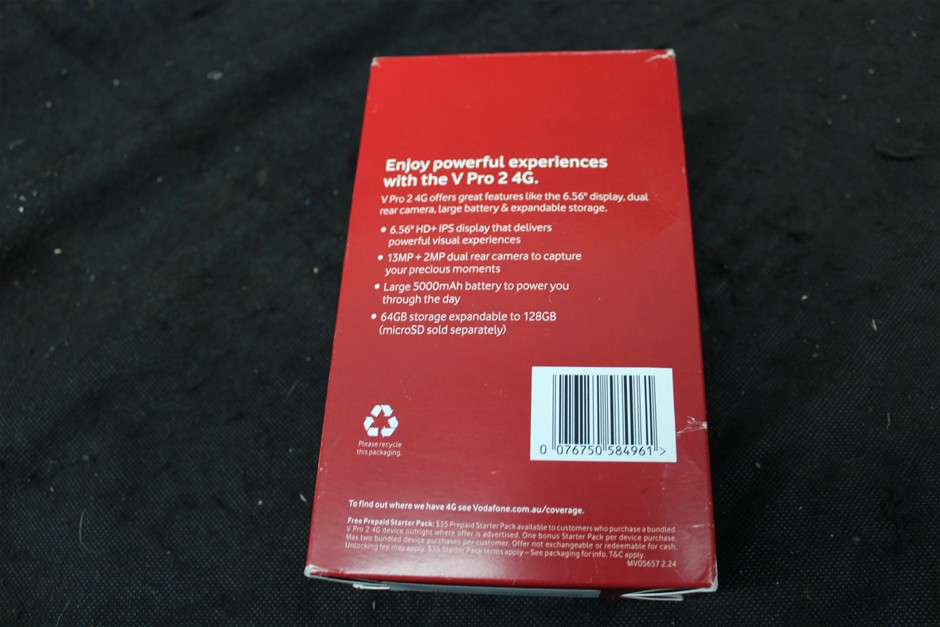 Enjoy powerful experiences
with the V Pro 2 4G.
V Pro 2 4G offers great features like the 6.56" display, dual
rear camera, large battery & expandable storage.
• 6.56" HD+ IPS display that delivers
powerful visual experiences
• 13MP + 2MP dual rear camera to capture
your precious moments
• Large 5000mAh battery to power you
through the day
• 64GB storage expandable to 128GB
(microSD sold separately)
0 076750 584961 >
Please recycle
this packaging.
To find out where we have 4G see Vodafone.com.au/coverage.
Free Prepaid Starter Pack: $35 Prepaid Starter Pack available to customers who purchase a bundled
V Pro 2 4G device outright where offer is advertised. One bonus Starter Pack per device purchase.
Max two bundled device purchases per customer. Offer not exchangeable or redeemable for cash.
Unlocking fee may apply. $35 Starter Pack terms apply – See packaging for info. T&C apply.
MV05657 2.24